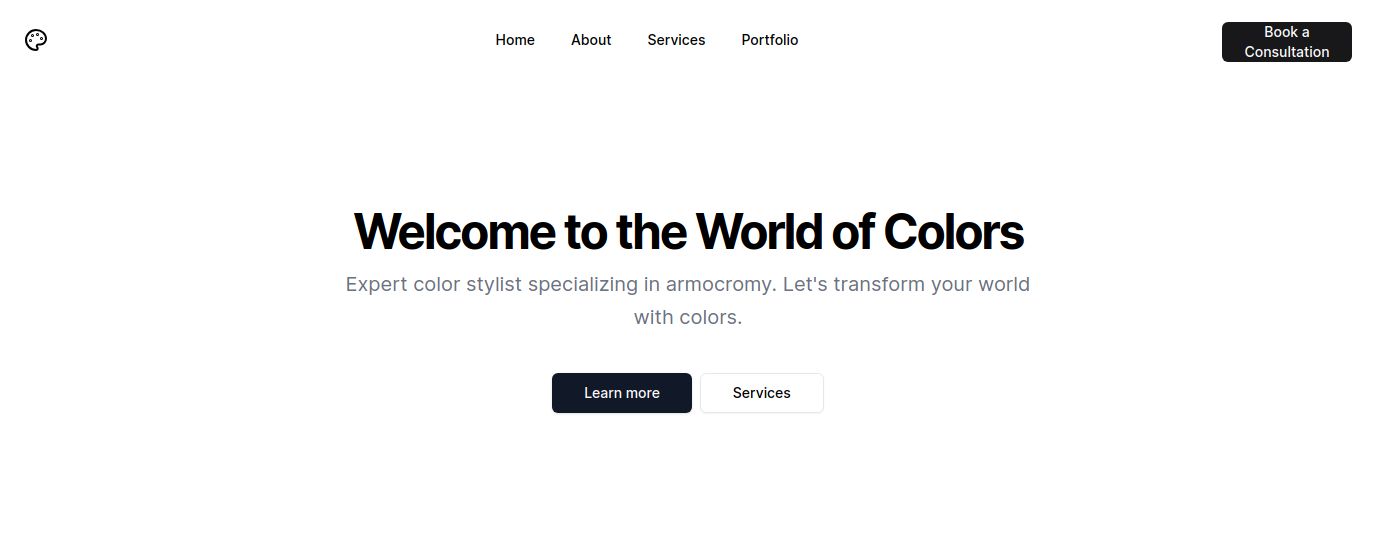 Home About Services Portfolio
Book a
Consultation
Welcome to the World of Colors
Expert color stylist specializing in armocromy. Let's transform your world
with colors.
Learn more Services